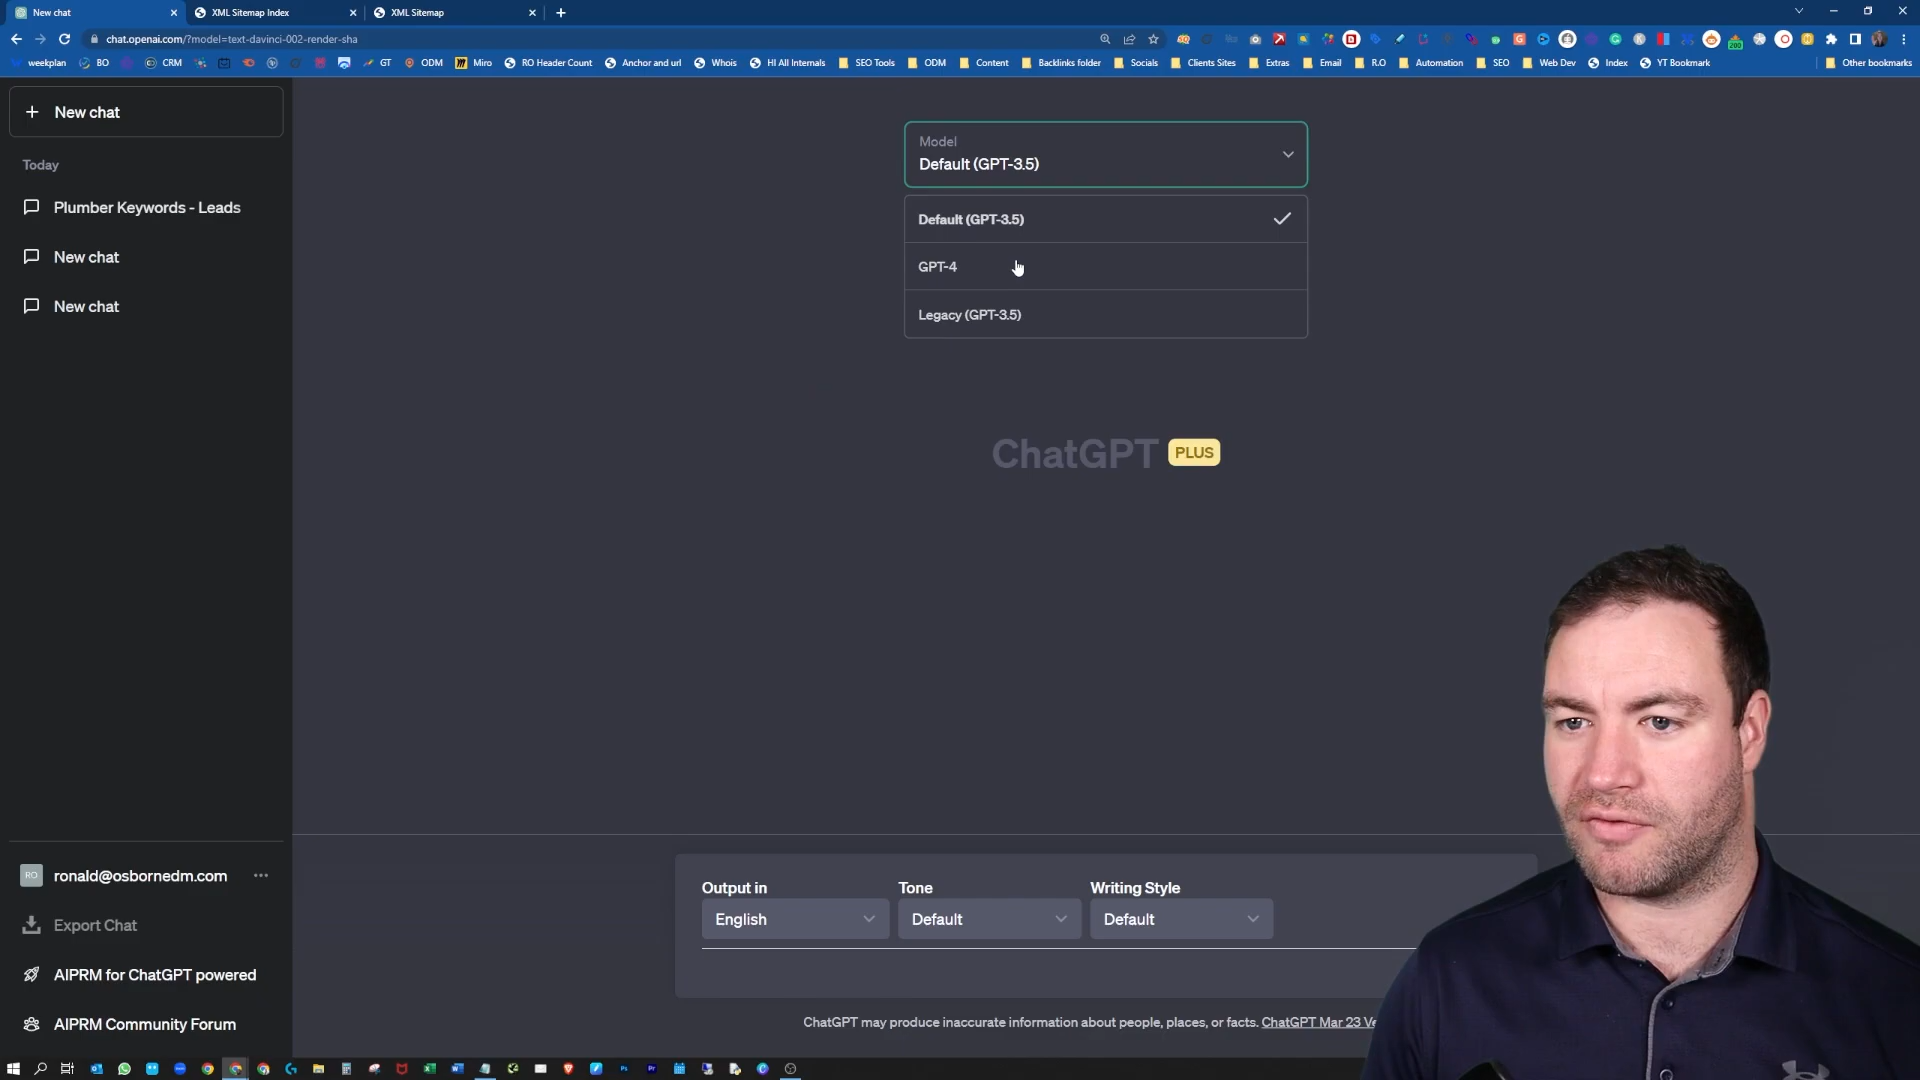 New chat
XML Sitemap Index
XML Sitemap
chat.openai.com/?model=text-davinci-002-render-sha
200
weekplan
BO
CRM
GT
ODM
Miro
RO Header Count
Anchor and url
Whois
HI All Internals
SEO Tools
ODM
Content
Backlinks folder
Socials
Clients Sites
Extras
Email
R.O
Automation
SEO
Web Dev
Index
YT Bookmark
Other bookmarks
New chat
Today
Plumber Keywords - Leads
New chat
New chat
Model
Default (GPT-3.5)
Default (GPT-3.5)
GPT-4
Legacy (GPT-3.5)
ChatGPT PLUS
RO
ronald@osbornedm.com
Export Chat
AIPRM for ChatGPT powered
AIPRM Community Forum
Output in
English
Tone
Default
Writing Style
Default
ChatGPT may produce inaccurate information about people, places, or facts. ChatGPT Mar 23 Ve